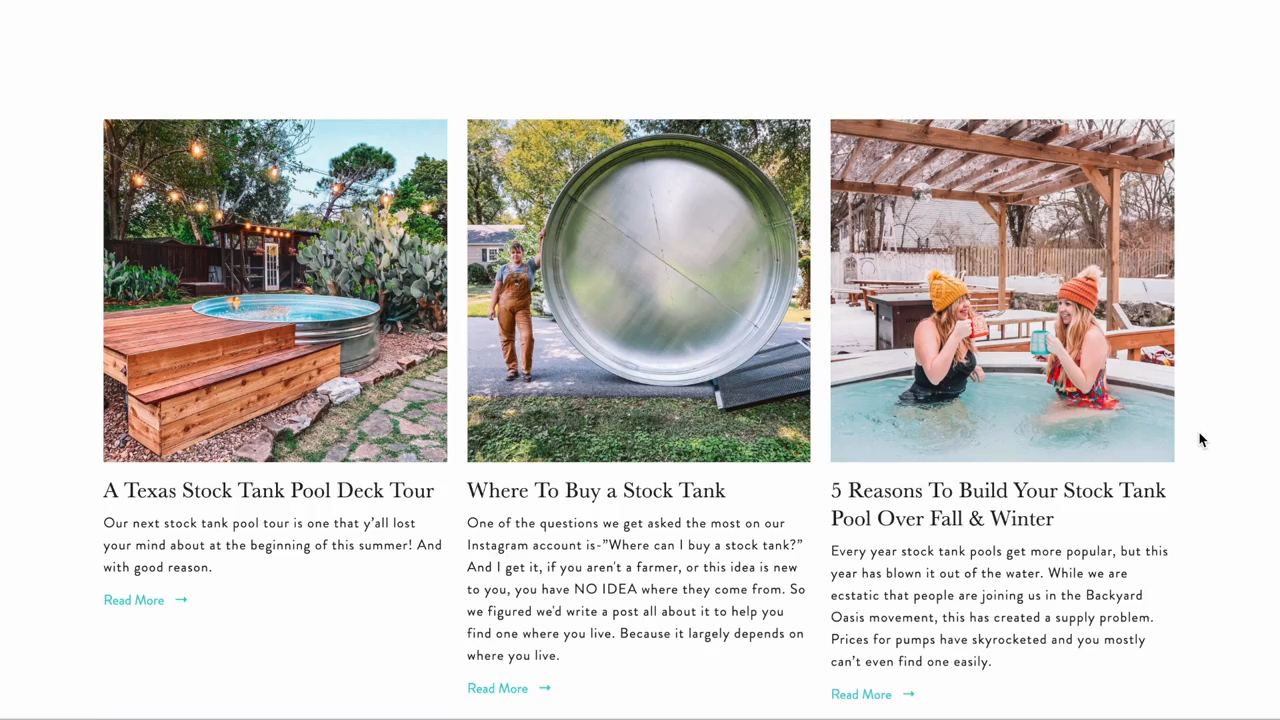 A Texas Stock Tank Pool Deck Tour
Our next stock tank pool tour is one that y’all lost
your mind about at the beginning of this summer! And
with good reason.
Read More →
Where To Buy a Stock Tank
One of the questions we get asked the most on our
Instagram account is-”Where can I buy a stock tank?”
And I get it, if you aren't a farmer, or this idea is new
to you, you have NO IDEA where they come from. So
we figured we'd write a post all about it to help you
find one where you live. Because it largely depends on
where you live.
Read More →
5 Reasons To Build Your Stock Tank
Pool Over Fall & Winter
Every year stock tank pools get more popular, but this
year has blown it out of the water. While we are
ecstatic that people are joining us in the Backyard
Oasis movement, this has created a supply problem.
Prices for pumps have skyrocketed and you mostly
can’t even find one easily.
Read More →